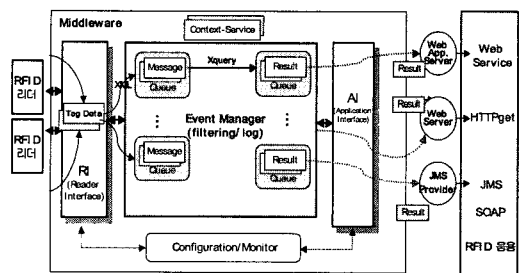 Middleware
Context-Service
RFID
리더
RFID
리더
Tag Data
RI
(Reader
Interface)
XML
Message
Queue
Xquery
Result
Queue
Event Manager
(filtering/ log)
Message
Queue
Result
Queue
AI
(Application
Interface)
Configuration/Monitor
Result
Web
App.
Server
Result
Web
Server
Result
JMS
Provider
Web
Service
HTTPget
JMS
SOAP
RFID 응용